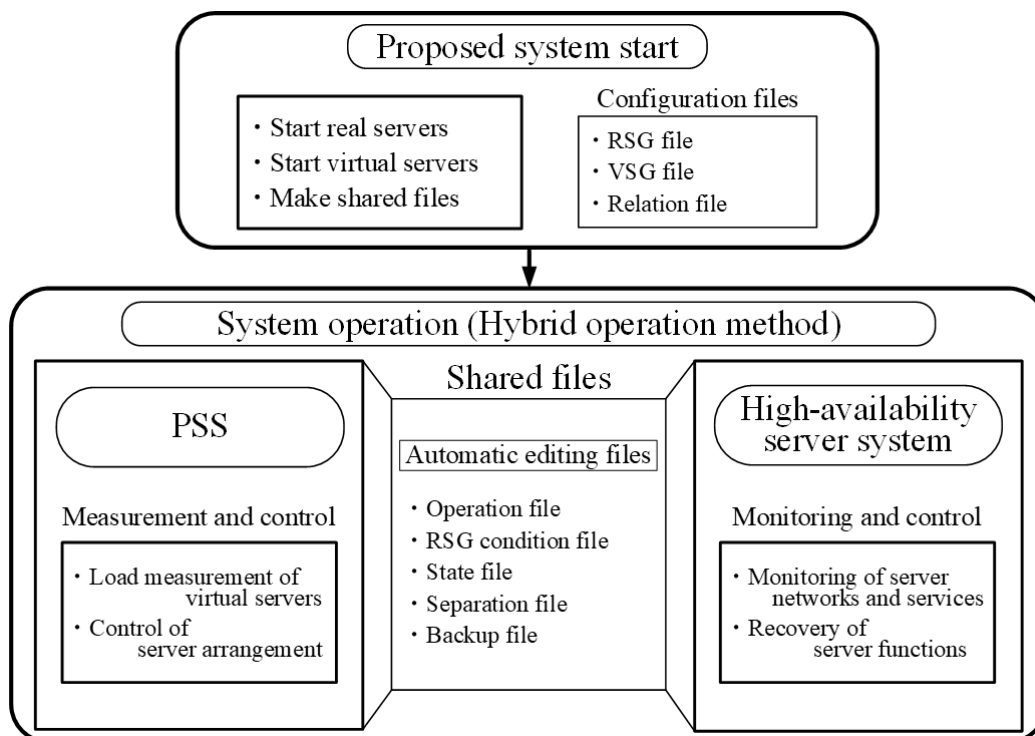 Proposed system start
・Start real servers
・Start virtual servers
・Make shared files
Configuration files
・RSG file
・VSG file
・Relation file
System operation (Hybrid operation method)
PSS
Measurement and control
・Load measurement of
virtual servers
・Control of
server arrangement
Shared files
Automatic editing files
・Operation file
・RSG condition file
・State file
・Separation file
・Backup file
High-availability
server system
Monitoring and control
・Monitoring of server
networks and services
・Recovery of
server functions